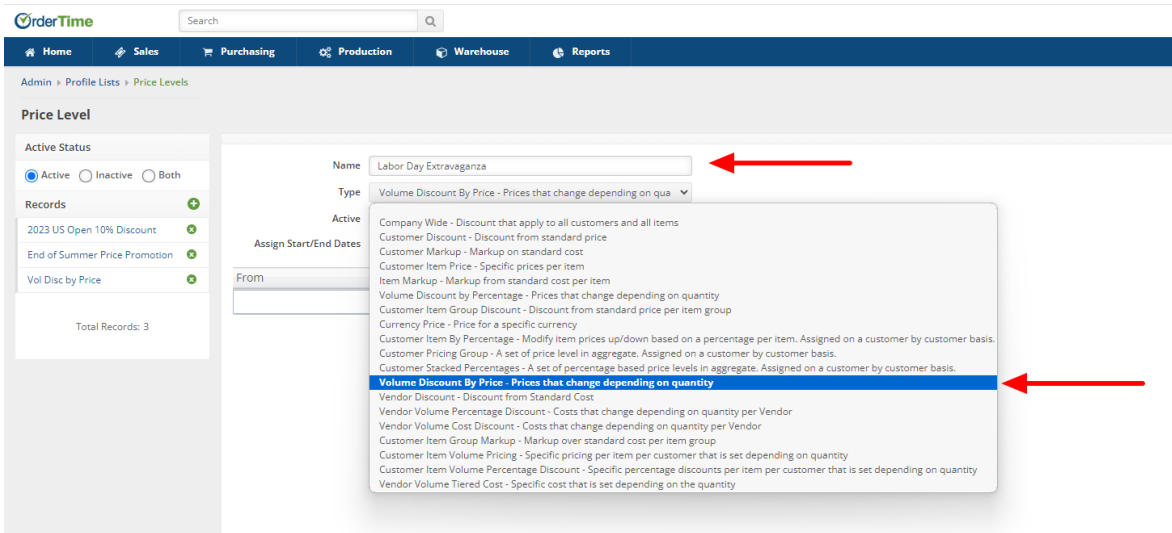 OrderTime
Search
Home Sales Purchasing Production Warehouse Reports
Admin Profile Lists Price Levels
Price Level
Active Status
Active Inactive Both
Records
2023 US Open 10% Discount
End of Summer Price Promotion
Vol Disc by Price
Total Records: 3
Name Labor Day Extravaganza
Type Volume Discount By Price - Prices that change depending on qua
Active
Assign Start/End Dates
From
Company Wide - Discount that apply to all customers and all items
Customer Discount - Discount from standard price
Customer Markup - Markup on standard cost
Customer Item Price - Specific prices per item
Item Markup - Markup from standard cost per item
Volume Discount by Percentage - Prices that change depending on quantity
Customer Item Group Discount - Discount from standard price per item group
Currency Price - Price for a specific currency
Customer Item By Percentage - Modify item prices up/down based on a percentage per item. Assigned on a customer by customer basis.
Customer Pricing Group - A set of price level in aggregate. Assigned on a customer by customer basis.
Customer Stacked Percentages - A set of percentage based price levels in aggregate. Assigned on a customer by customer basis.
Volume Discount By Price - Prices that change depending on quantity
Vendor Discount - Discount from Standard Cost
Vendor Volume Percentage Discount - Costs that change depending on quantity per Vendor
Vendor Volume Cost Discount - Costs that change depending on quantity per Vendor
Customer Item Group Markup - Markup over standard cost per item group
Customer Item Volume Pricing - Specific pricing per item per customer that is set depending on quantity
Customer Item Volume Percentage Discount - Specific percentage discounts per item per customer that is set depending on quantity
Vendor Volume Tiered Cost - Specific cost that is set depending on the quantity